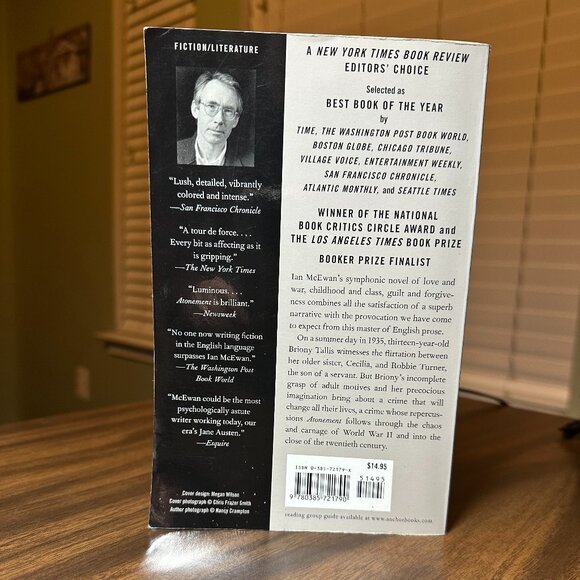 FICTION/LITERATURE
"Lush, detailed, vibrantly
colored and intense."
—San Francisco Chronicle
"A tour de force. . . .
Every bit as affecting as it
is gripping."
—The New York Times
"Luminous. . . .
Atonement is brilliant."
—Newsweek
"No one now writing fiction
in the English language
surpasses Ian McEwan."
—The Washington Post
Book World
"McEwan could be the most
psychologically astute
writer working today, our
era's Jane Austen."
—Esquire
Cover design: Megan Wilson
Cover photograph © Chris Frazer Smith
Author photograph © Nancy Crampton
A NEW YORK TIMES BOOK REVIEW
EDITORS' CHOICE
Selected as
BEST BOOK OF THE YEAR
by
TIME, THE WASHINGTON POST BOOK WORLD,
BOSTON GLOBE, CHICAGO TRIBUNE,
VILLAGE VOICE, ENTERTAINMENT WEEKLY,
SAN FRANCISCO CHRONICLE,
ATLANTIC MONTHLY, and SEATTLE TIMES
WINNER OF THE NATIONAL
BOOK CRITICS CIRCLE AWARD and
THE LOS ANGELES TIMES BOOK PRIZE
BOOKER PRIZE FINALIST
Ian McEwan's symphonic novel of love and
war, childhood and class, guilt and forgive-
ness combines all the satisfaction of a superb
narrative with the provocation we have come
to expect from this master of English prose.
On a summer day in 1935, thirteen-year-old
Briony Tallis witnesses the flirtation between
her older sister, Cecilia, and Robbie Turner,
the son of a servant. But Briony's incomplete
grasp of adult motives and her precocious
imagination bring about a crime that will
change all their lives, a crime whose repercus-
sions Atonement follows through the chaos
and carnage of World War II and into the
close of the twentieth century.
ISBN 0-385-72179-X
51495
9 780385 721790
$14.95
reading group guide available at www.anchorbooks.com